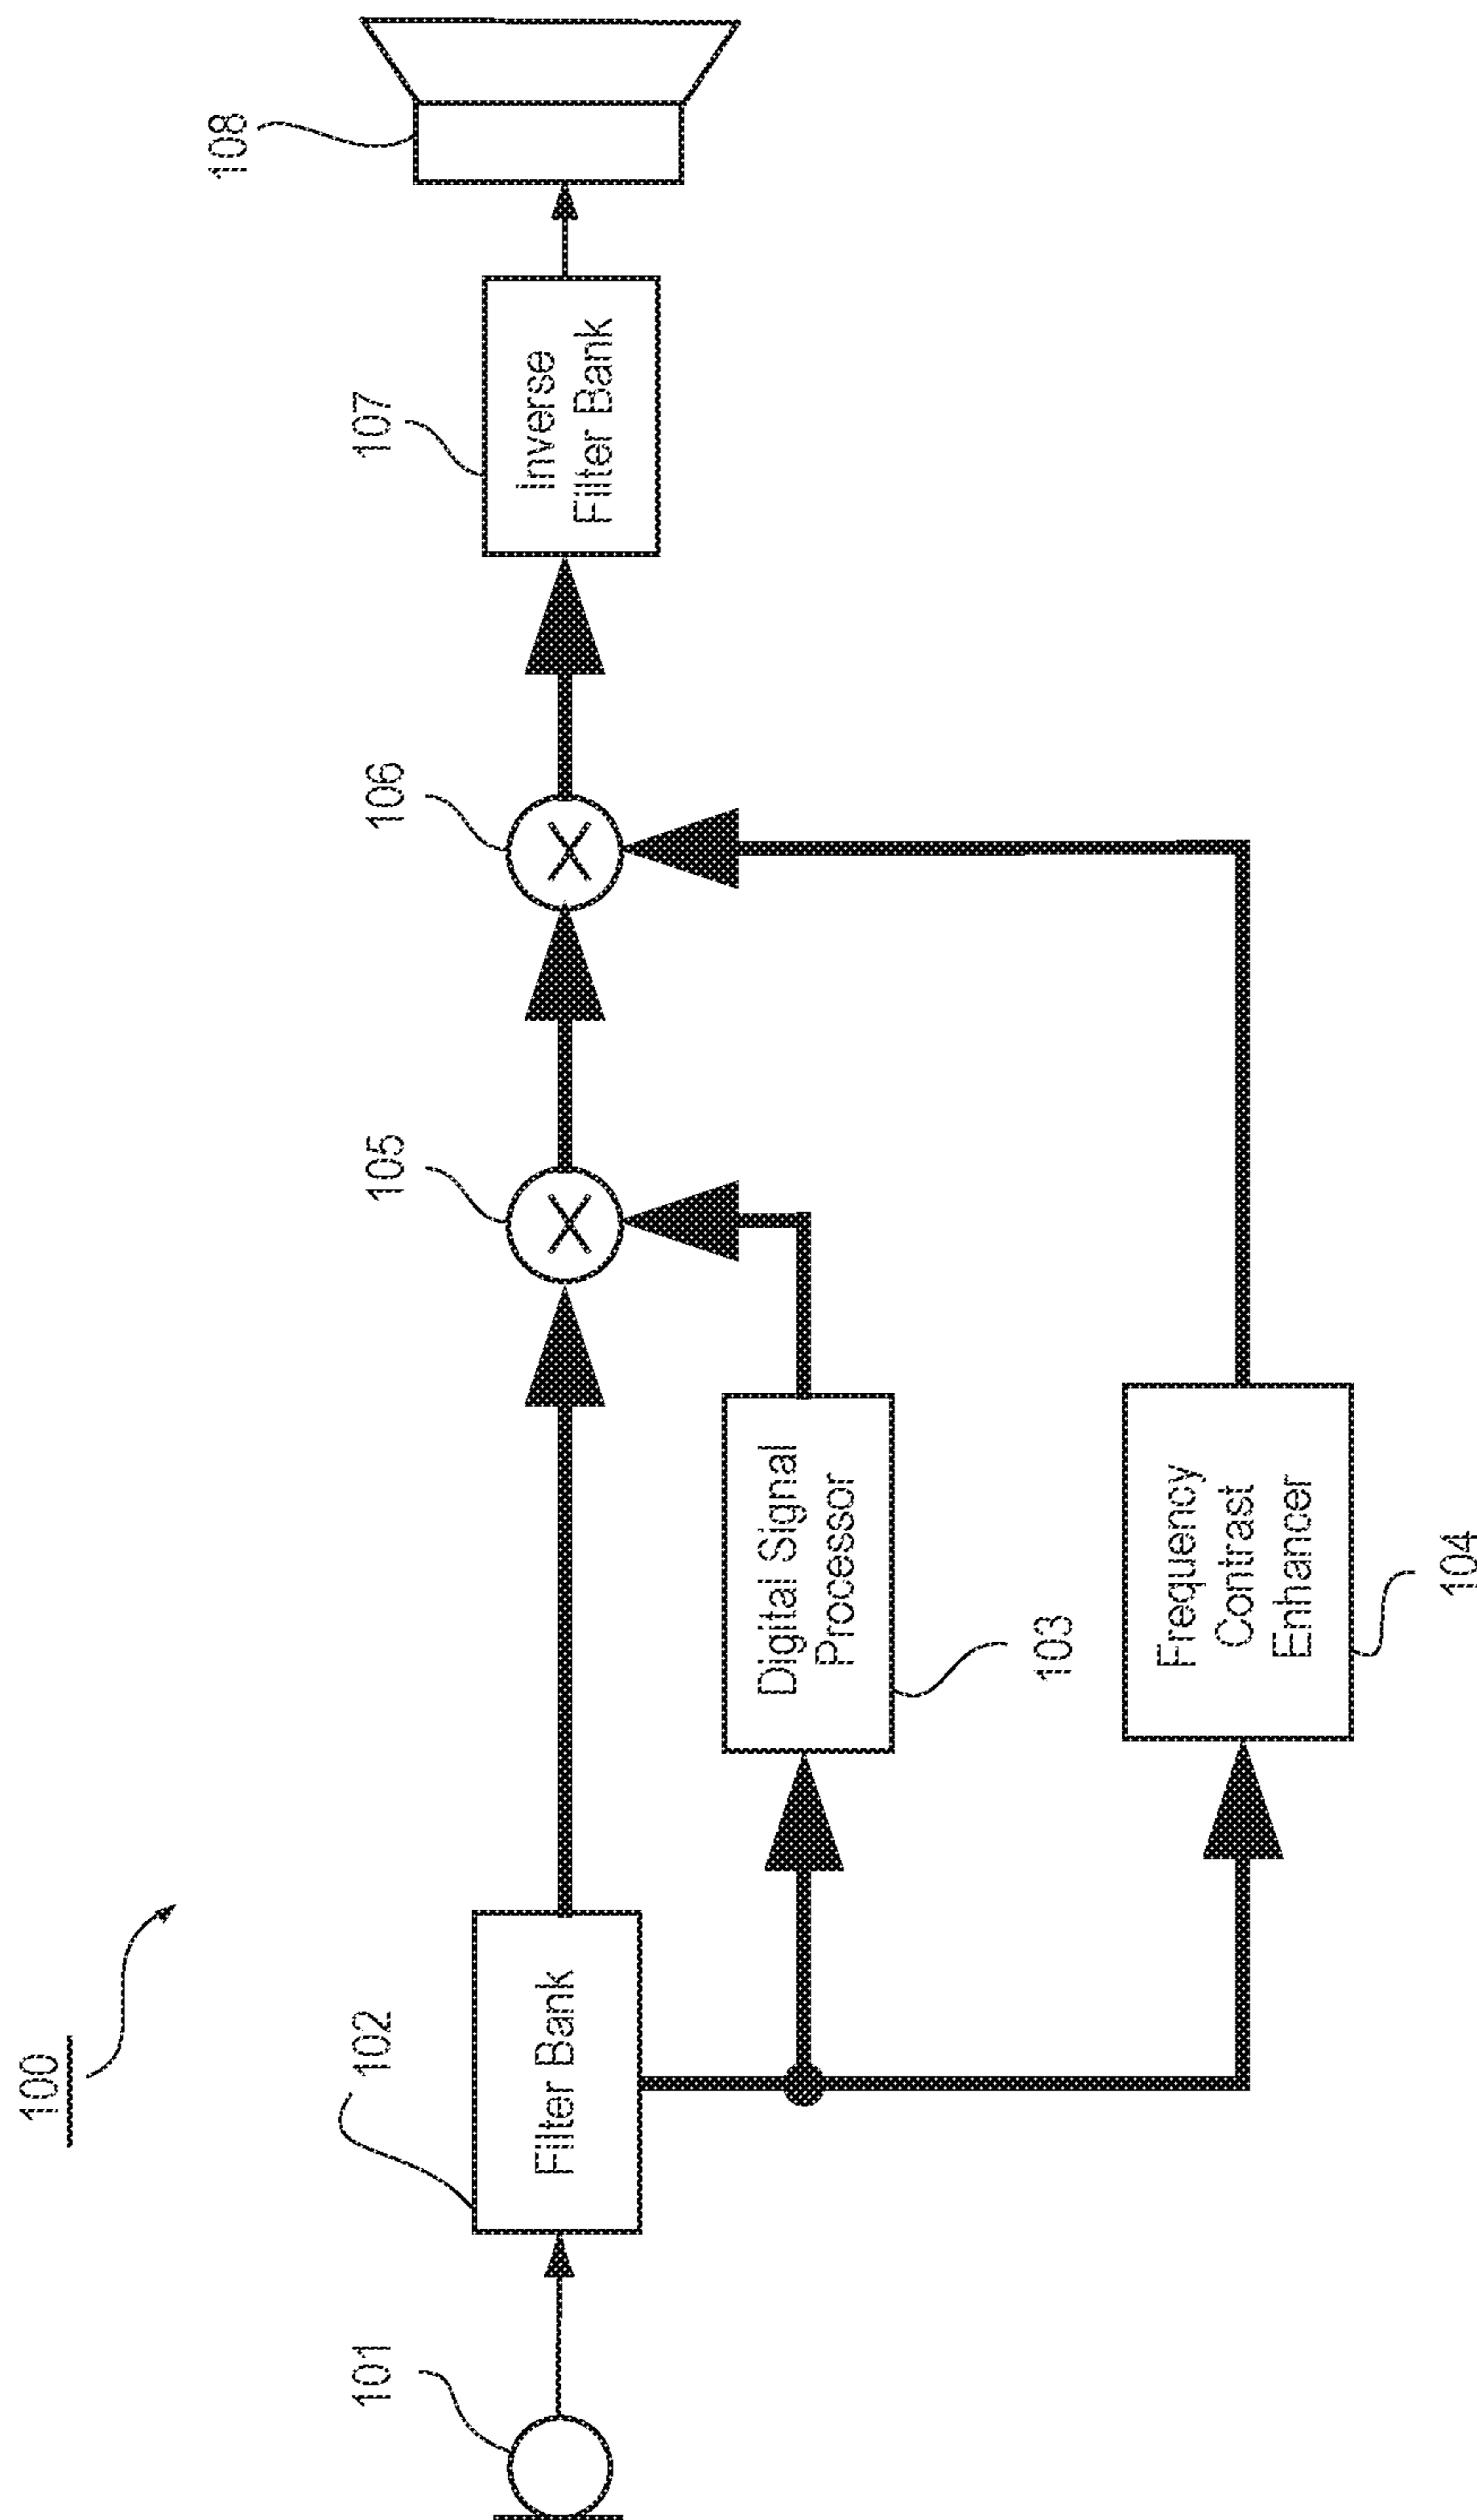 100
101
102
Filter Bank
103
Digital Signal
Processor
104
Frequency
Contrast
Enhancer
105
X
106
X
107
Inverse
Filter Bank
108